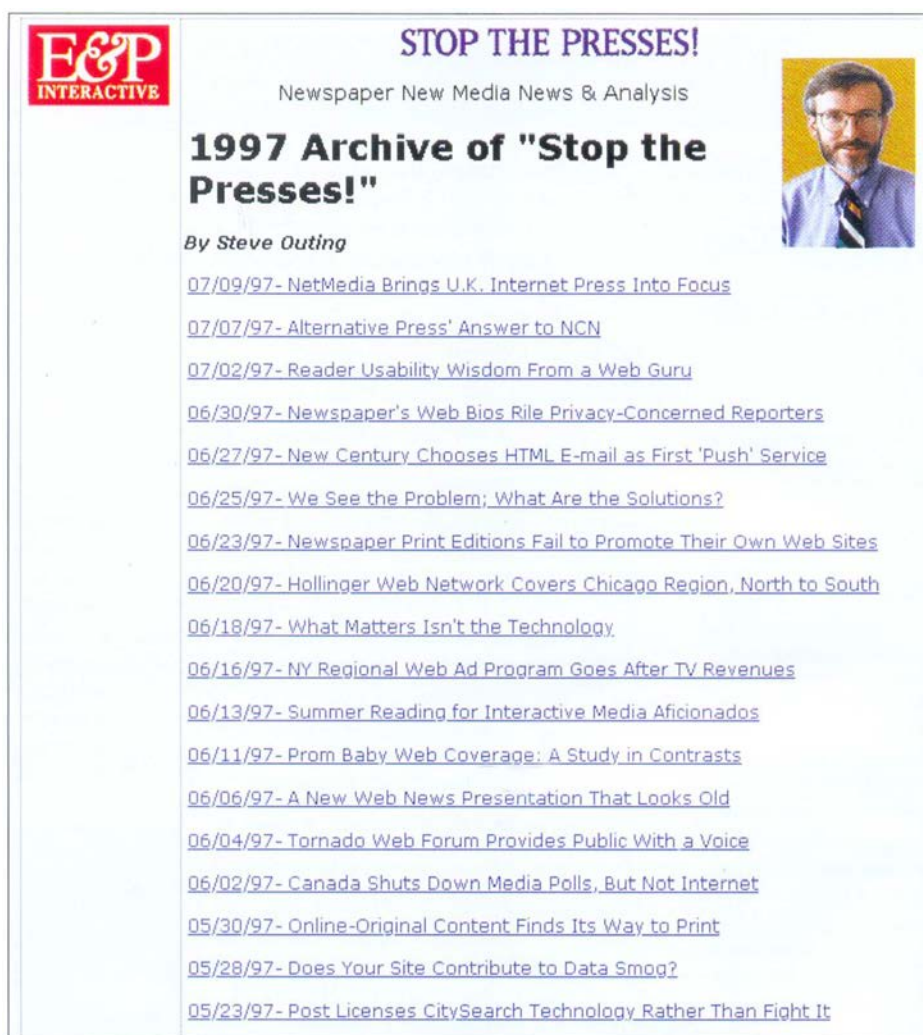 E&P
INTERACTIVE
STOP THE PRESSES!
Newspaper New Media News & Analysis
1997 Archive of "Stop the
Presses!"
By Steve Outing
07/09/97- NetMedia Brings U.K. Internet Press Into Focus
07/07/97- Alternative Press' Answer to NCN
07/02/97- Reader Usability Wisdom From a Web Guru
06/30/97- Newspaper's Web Bios Rile Privacy-Concerned Reporters
06/27/97- New Century Chooses HTML E-mail as First 'Push' Service
06/25/97- We See the Problem; What Are the Solutions?
06/23/97- Newspaper Print Editions Fail to Promote Their Own Web Sites
06/20/97- Hollinger Web Network Covers Chicago Region, North to South
06/18/97- What Matters Isn't the Technology
06/16/97- NY Regional Web Ad Program Goes After TV Revenues
06/13/97- Summer Reading for Interactive Media Aficionados
06/11/97- Prom Baby Web Coverage: A Study in Contrasts
06/06/97- A New Web News Presentation That Looks Old
06/04/97- Tornado Web Forum Provides Public With a Voice
06/02/97- Canada Shuts Down Media Polls, But Not Internet
05/30/97- Online-Original Content Finds Its Way to Print
05/28/97- Does Your Site Contribute to Data Smog?
05/23/97- Post Licenses CitySearch Technology Rather Than Fight It